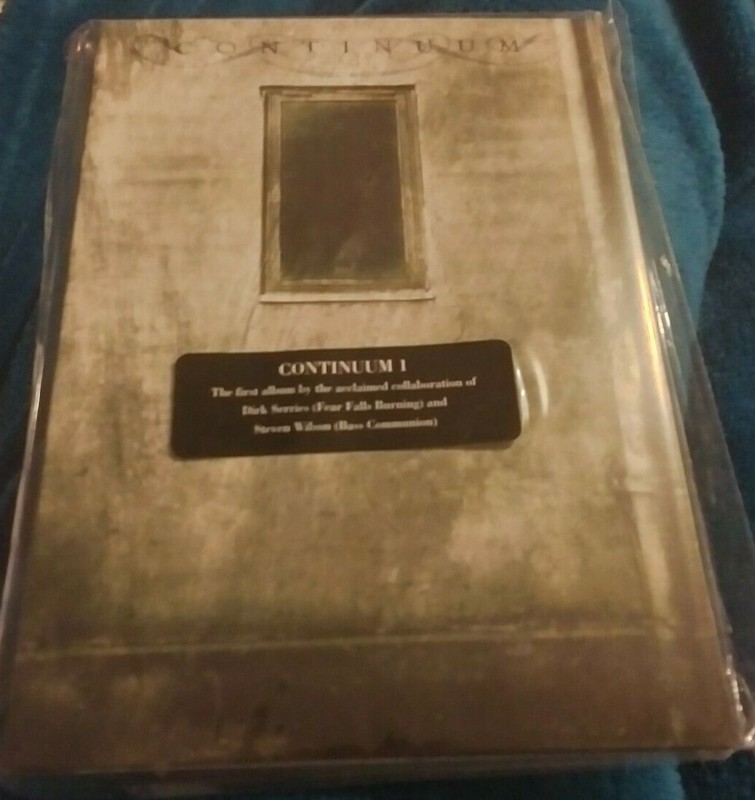 CONTINUUM
CONTINUUM 1
The first album by the acclaimed collaboration of
Dirk Serries (Fear Falls Burning) and
Steven Wilson (Bass Communion)